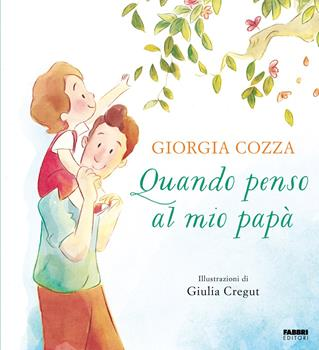 GIORGIA COZZA
Quando penso
al mio papà
Illustrazioni di
Giulia Cregut
FABBRI
EDITORI